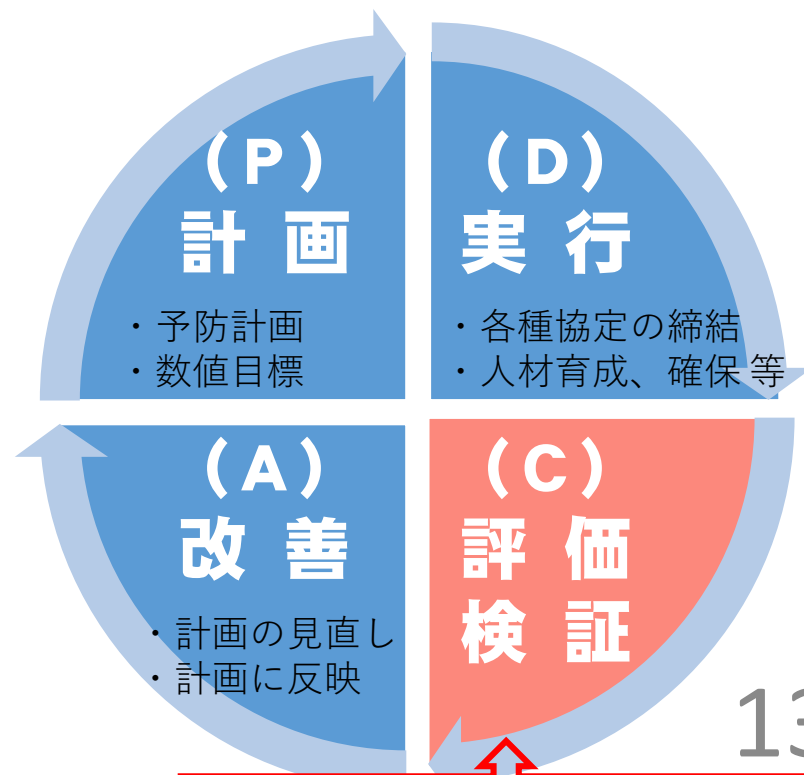 (P)
計 画
・予防計画
・数値目標
(D)
実 行
・各種協定の締結
・人材育成、確保 等
(A)
改 善
・計画の見直し
・計画に反映
(C)
評 価
検 証
13